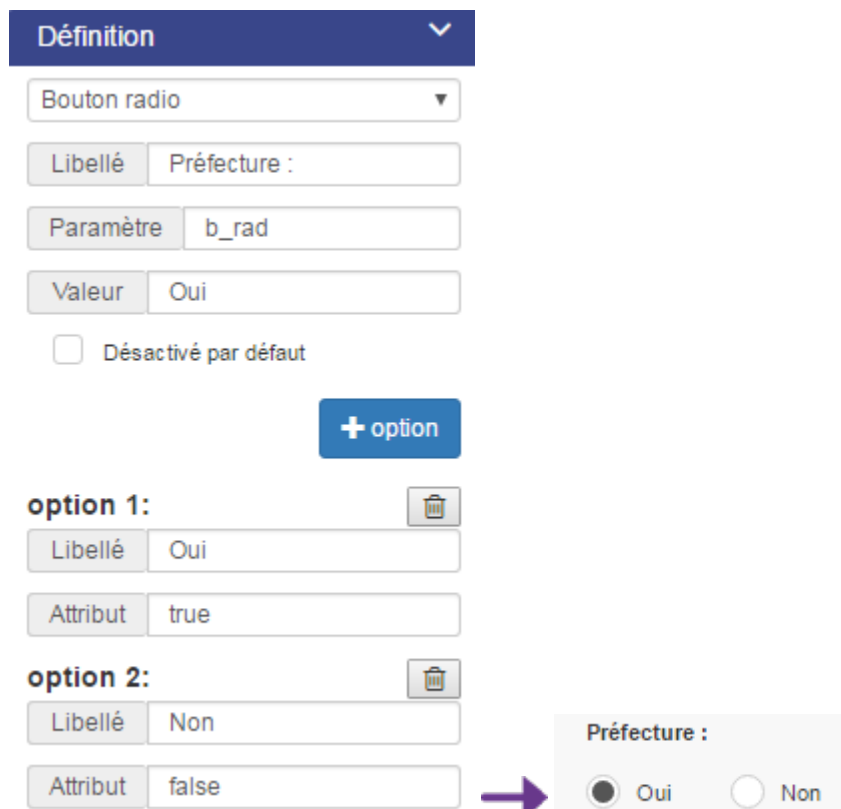 Définition
Bouton radio
Libellé Préfecture :
Paramètre b_rad
Valeur Oui
Désactivé par défaut
option
option 1:
Libellé Oui
Attribut true
option 2:
Libellé Non
Attribut false
Préfecture :
Oui Non